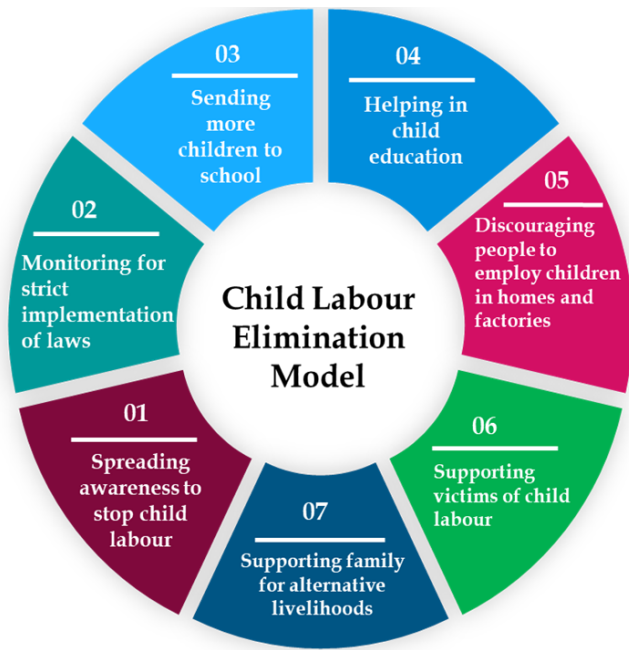 Child Labour
Elimination
Model
01
Spreading
awareness to
stop child
labour
02
Monitoring for
strict
implementation
of laws
03
Sending
more
children to
school
04
Helping in
child
education
05
Discouraging
people to
employ children
in homes and
factories
06
Supporting
victims of child
labour
07
Supporting family
for alternative
livelihoods